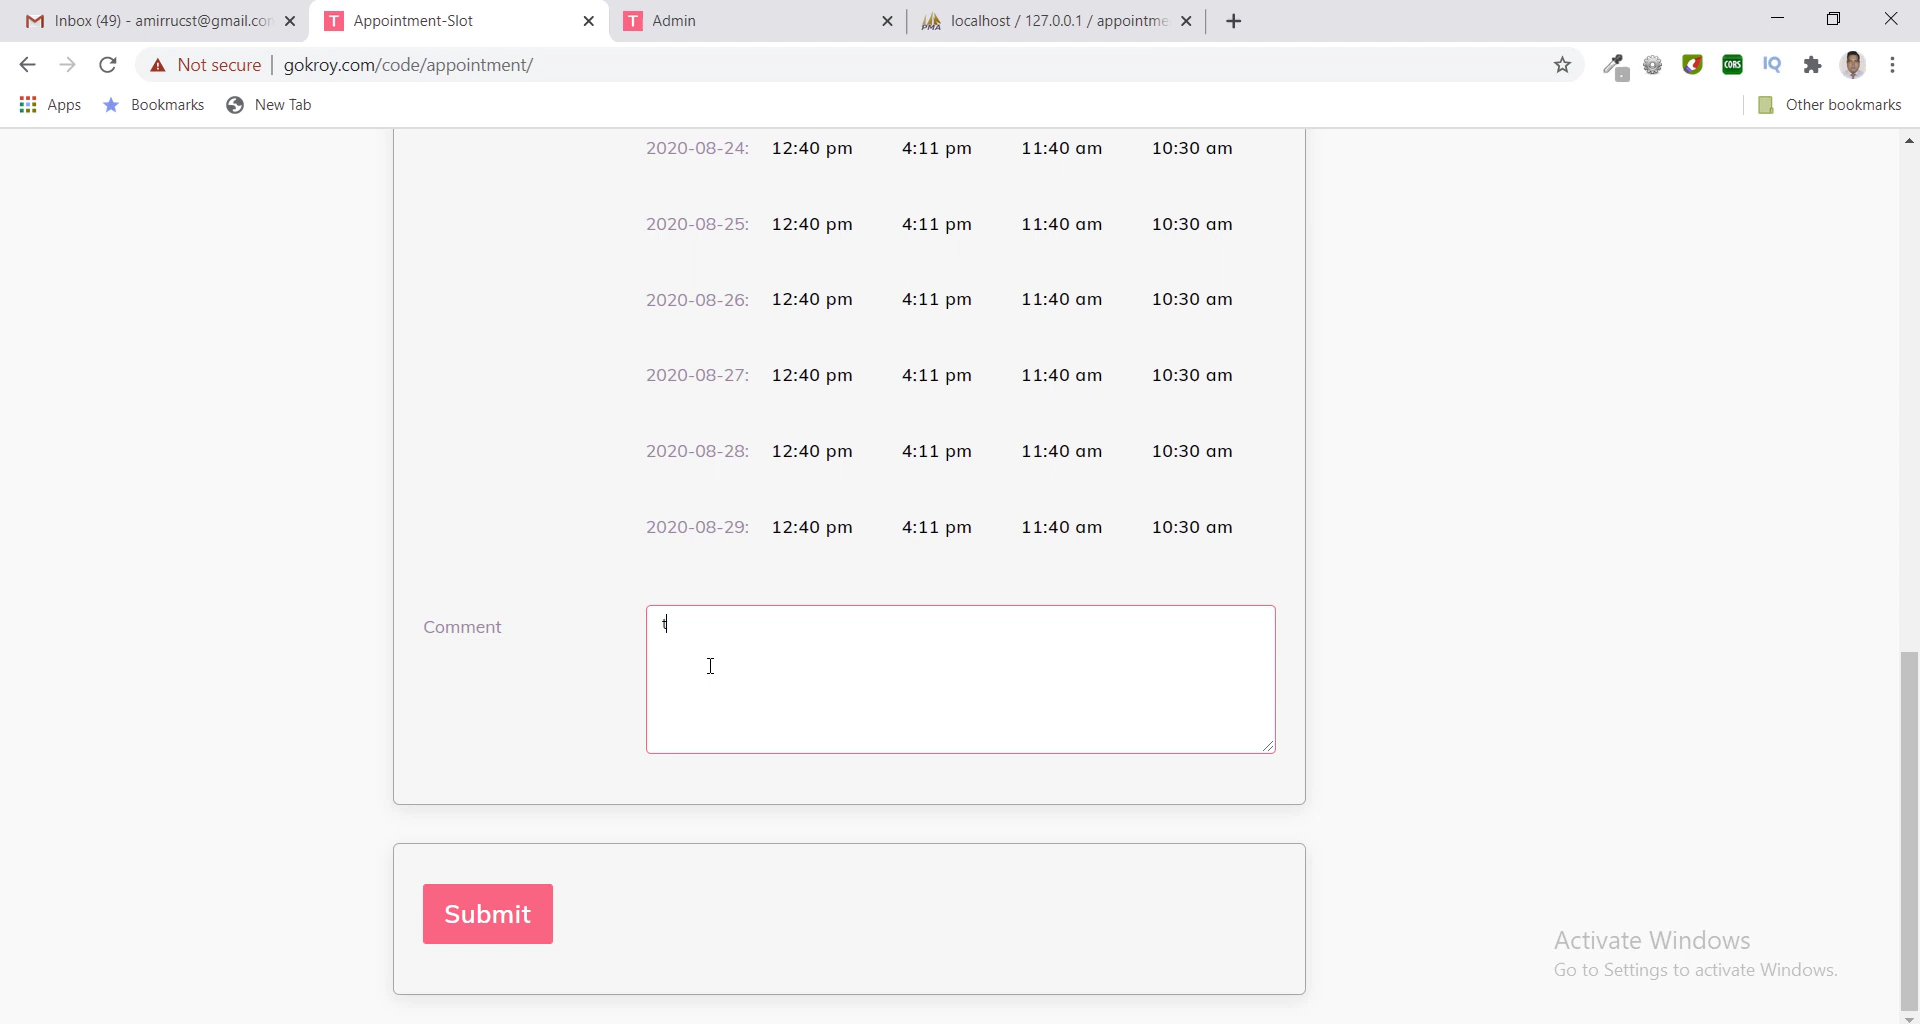 Inbox (49) - amirrucst@gmail.con
Appointment-Slot
T
Admin
T
localhost / 127.0.0.1 / appointme
PMA
Not secure
gokroy.com/code/appointment/
CORS
IQ
Apps
Bookmarks
New Tab
Other bookmarks
2020-08-24: 12:40 pm 4:11 pm 11:40 am 10:30 am
2020-08-25: 12:40 pm 4:11 pm 11:40 am 10:30 am
2020-08-26: 12:40 pm 4:11 pm 11:40 am 10:30 am
2020-08-27: 12:40 pm 4:11 pm 11:40 am 10:30 am
2020-08-28: 12:40 pm 4:11 pm 11:40 am 10:30 am
2020-08-29: 12:40 pm 4:11 pm 11:40 am 10:30 am
Comment
t
Submit
Activate Windows
Go to Settings to activate Windows.